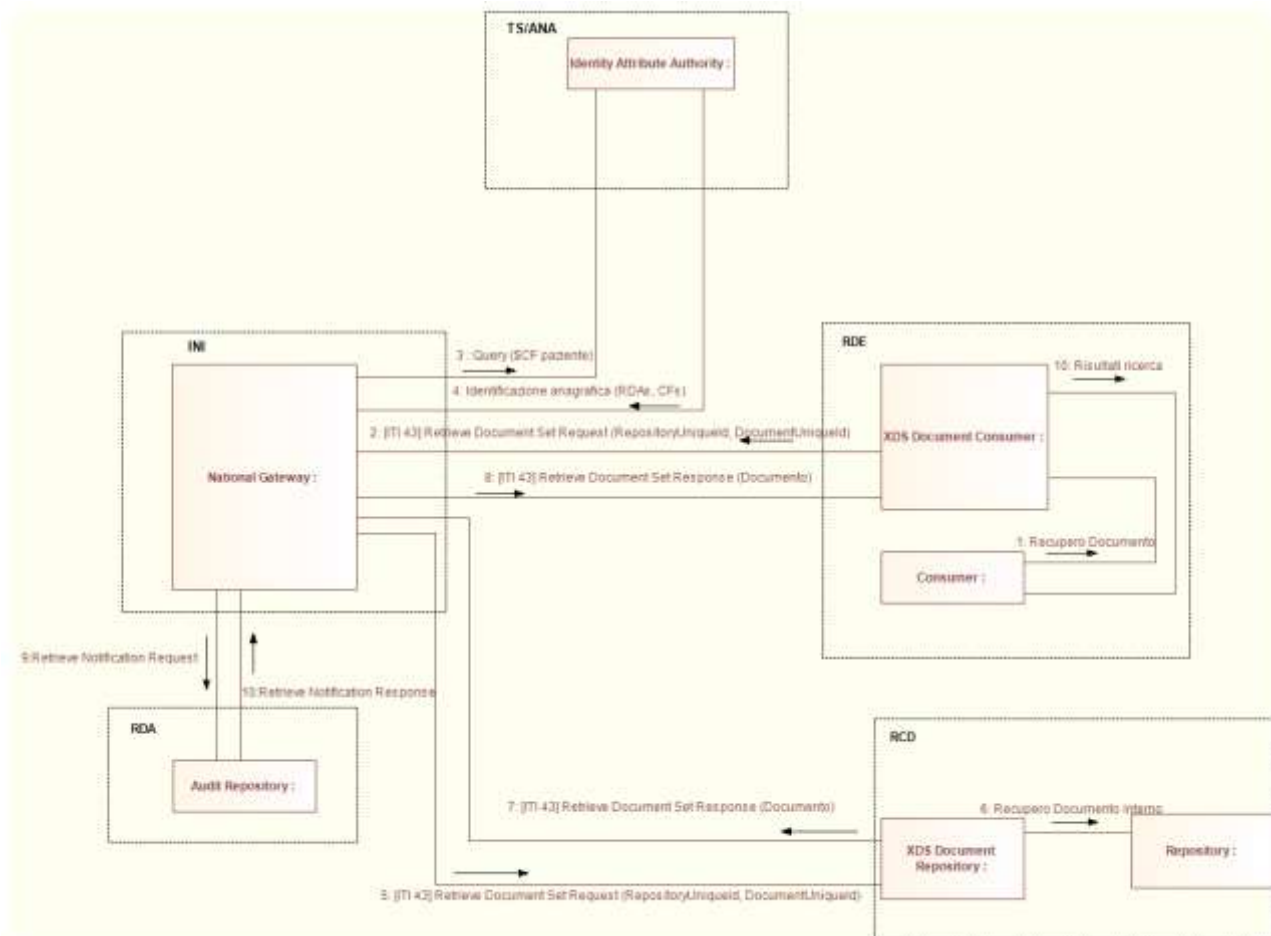 TS/ANA
Identity Attribute Authority :
INI
National Gateway :
3 : Query (SCF paziente)
4: Identificazione anagrafica (RDAe, CFs)
2: [ITI 43] Retrieve Document Set Request (RepositoryUniqueId, DocumentUniqueId)
8: [ITI 43] Retrieve Document Set Response (Documento)
RDE
10: Risultati ricerca
XDS Document Consumer :
1: Recupero Documento
Consumer :
9:Retrieve Notification Request
10:Retrieve Notification Response
RDA
Audit Repository :
RCD
7: [ITI 43] Retrieve Document Set Response (Documento)
6: Recupero Documento Interno
XDS Document
Repository :
Repository :
5: [ITI 43] Retrieve Document Set Request (RepositoryUniqueId, DocumentUniqueId)